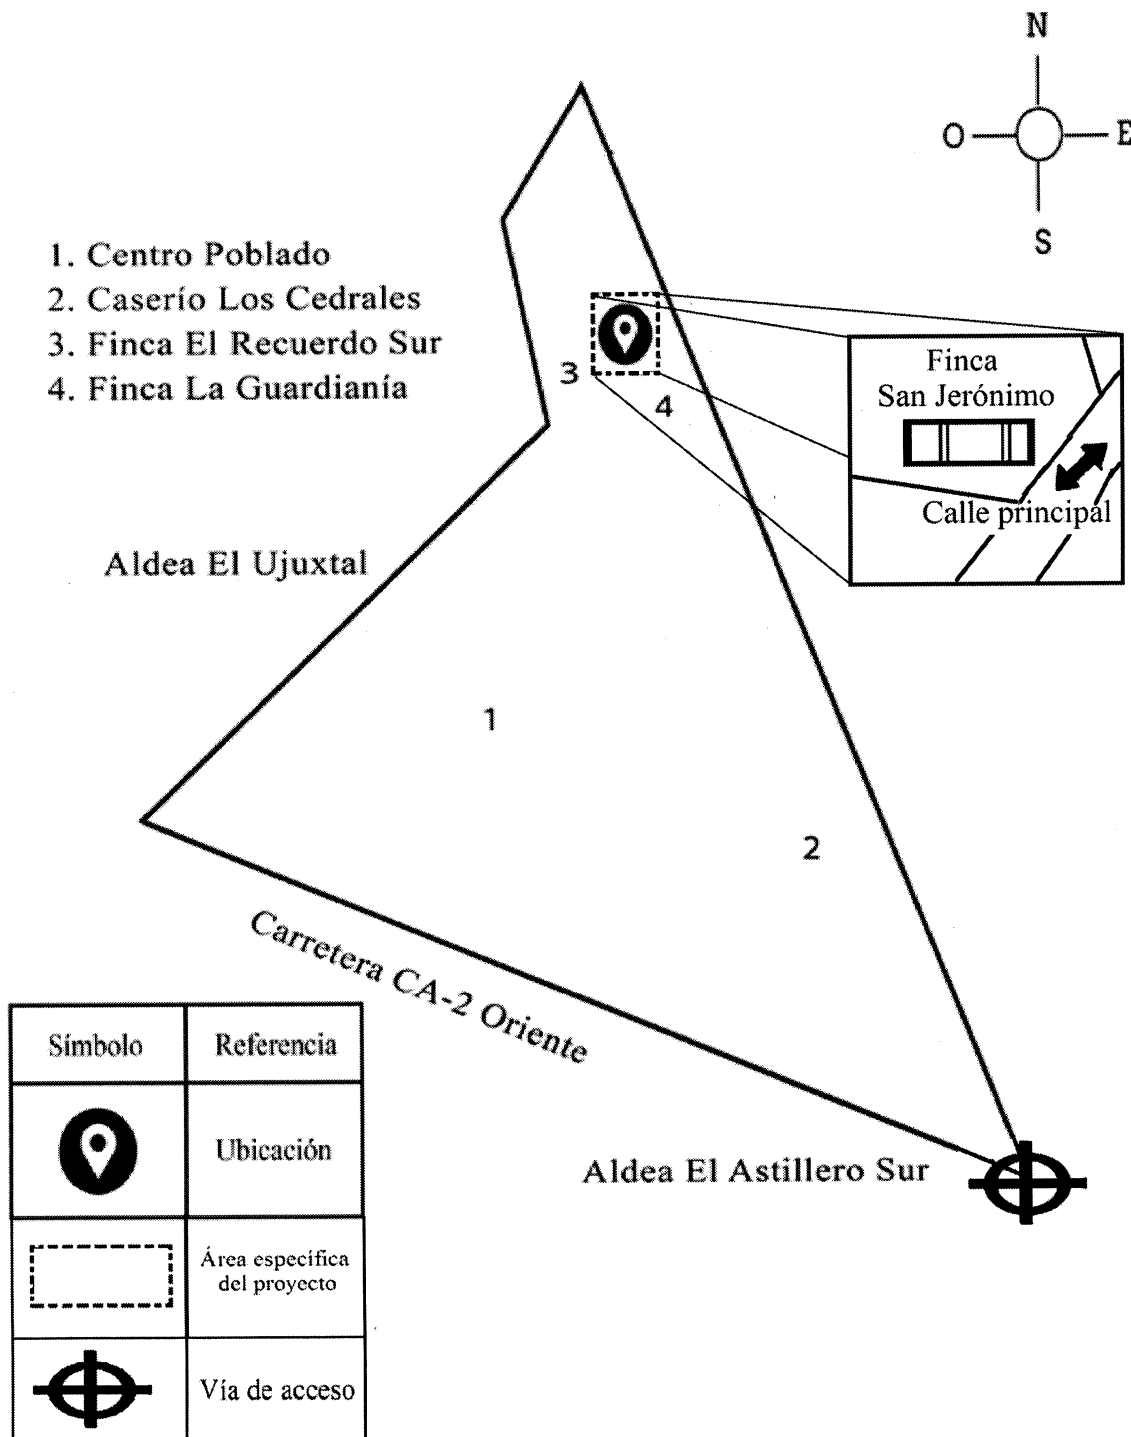 N
O
E
S
1. Centro Poblado
2. Caserío Los Cedrales
3. Finca El Recuerdo Sur
4. Finca La Guardianía
3
4
Finca
San Jerónimo
Calle principal
Aldea El Ujuxtal
1
2
Carretera CA-2 Oriente
Aldea El Astillero Sur
Símbolo
Referencia
Ubicación
Área específica
del proyecto
Vía de acceso